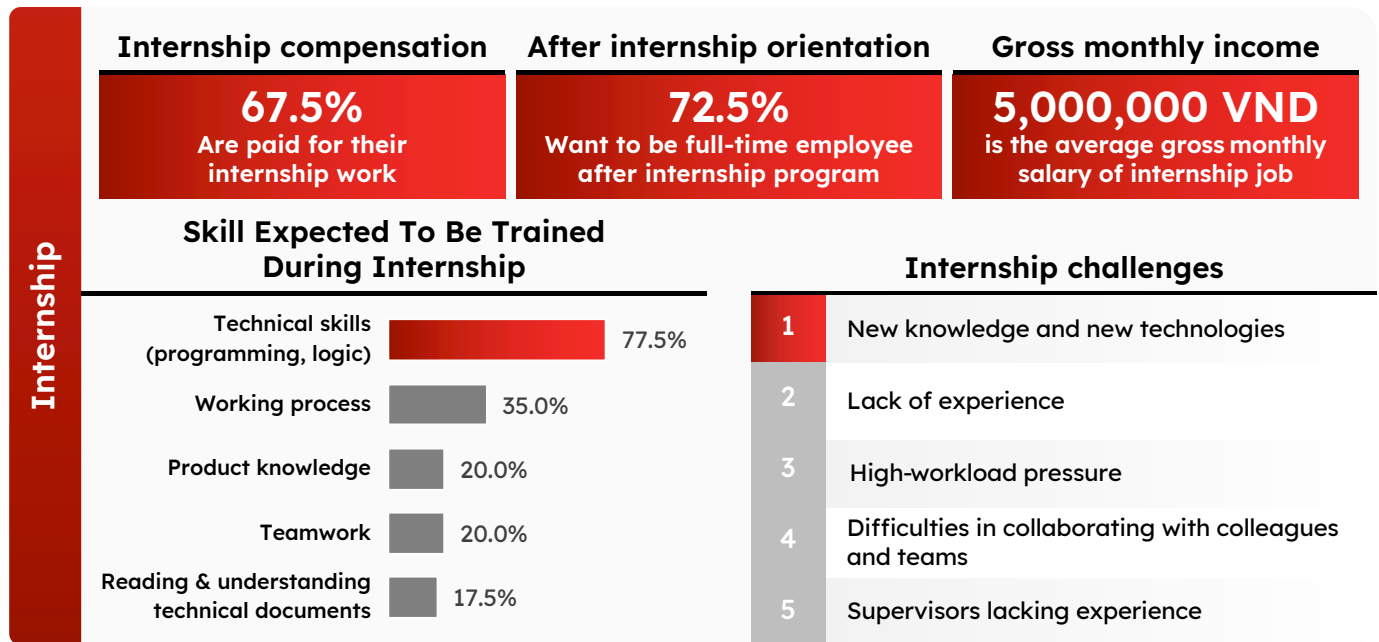 Internship
Internship compensation
67.5%
Are paid for their
internship work
After internship orientation
72.5%
Want to be full-time employee
after internship program
Gross monthly income
5,000,000 VND
is the average gross monthly
salary of internship job
Skill Expected To Be Trained
During Internship
Technical skills
(programming, logic)
77.5%
Working process
35.0%
Product knowledge
20.0%
Teamwork
20.0%
Reading & understanding
technical documents
17.5%
Internship challenges
1
New knowledge and new technologies
2
Lack of experience
3
High-workload pressure
4
Difficulties in collaborating with colleagues
and teams
5
Supervisors lacking experience